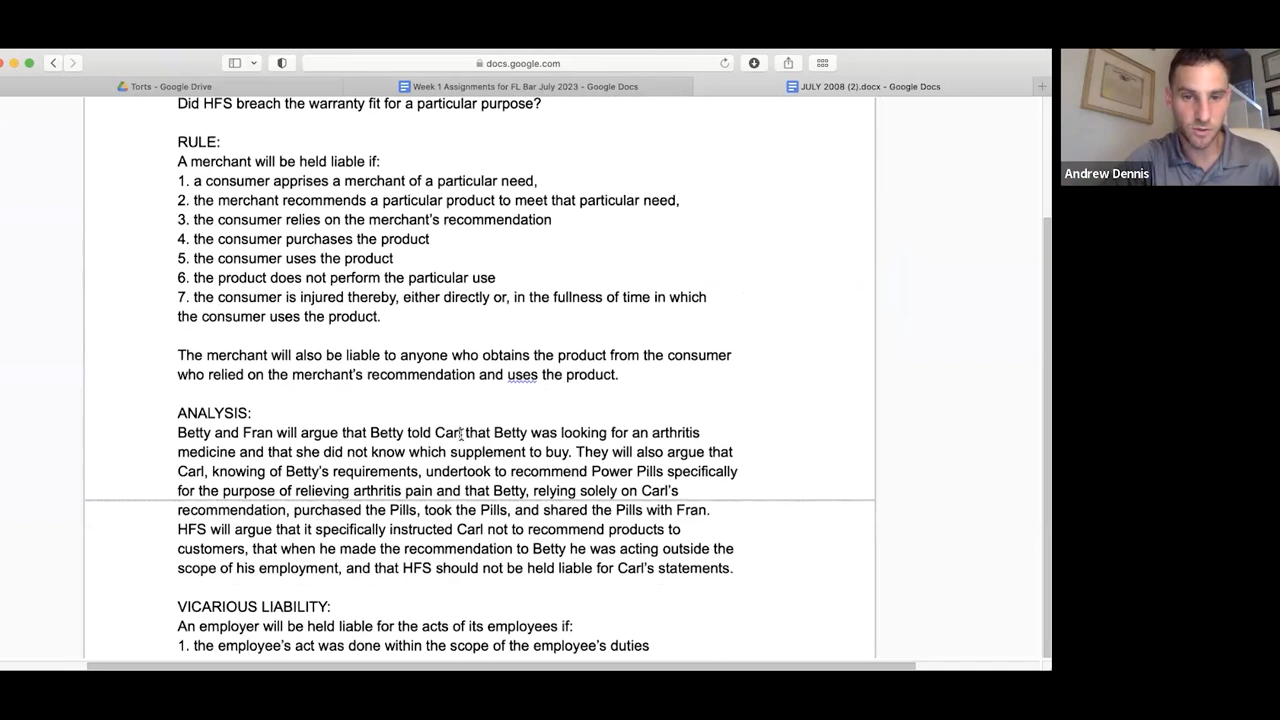 docs.google.com
Torts - Google Drive
Week 1 Assignments for FL Bar July 2023 - Google Docs
JULY 2008 (2).docx - Google Docs
Did HFS breach the warranty fit for a particular purpose?
RULE:
A merchant will be held liable if:
1. a consumer apprises a merchant of a particular need,
2. the merchant recommends a particular product to meet that particular need,
3. the consumer relies on the merchant's recommendation
4. the consumer purchases the product
5. the consumer uses the product
6. the product does not perform the particular use
7. the consumer is injured thereby, either directly or, in the fullness of time in which
the consumer uses the product.
The merchant will also be liable to anyone who obtains the product from the consumer
who relied on the merchant's recommendation and uses the product.
ANALYSIS:
Betty and Fran will argue that Betty told Carl that Betty was looking for an arthritis
medicine and that she did not know which supplement to buy. They will also argue that
Carl, knowing of Betty's requirements, undertook to recommend Power Pills specifically
for the purpose of relieving arthritis pain and that Betty, relying solely on Carl's
recommendation, purchased the Pills, took the Pills, and shared the Pills with Fran.
HFS will argue that it specifically instructed Carl not to recommend products to
customers, that when he made the recommendation to Betty he was acting outside the
scope of his employment, and that HFS should not be held liable for Carl's statements.
VICARIOUS LIABILITY:
An employer will be held liable for the acts of its employees if:
1. the employee's act was done within the scope of the employee's duties
Andrew Dennis